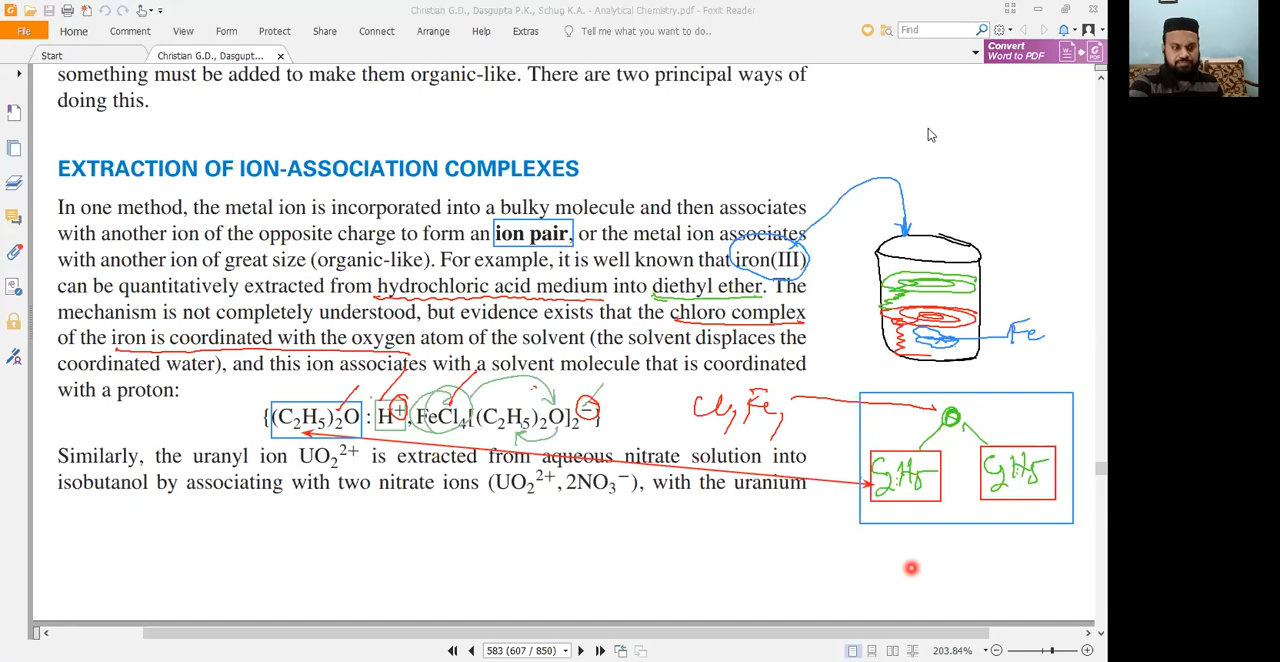 Christian G.D., Dasgupta P.K., Schug K.A. - Analytical Chemistry.pdf - Foxit Reader
File Home Comment View Form Protect Share Connect Arrange Help Extras Tell me what you want to do.. Find
Start Christian G.D., Dasgupt... × Convert Word to PDF
something must be added to make them organic-like. There are two principal ways of
doing this.
EXTRACTION OF ION-ASSOCIATION COMPLEXES
In one method, the metal ion is incorporated into a bulky molecule and then associates
with another ion of the opposite charge to form an ion pair, or the metal ion associates
with another ion of great size (organic-like). For example, it is well known that iron(III)
can be quantitatively extracted from hydrochloric acid medium into diethyl ether. The
mechanism is not completely understood, but evidence exists that the chloro complex
of the iron is coordinated with the oxygen atom of the solvent (the solvent displaces the
coordinated water), and this ion associates with a solvent molecule that is coordinated
with a proton:
{(C₂H₅)₂O : H⁺, FeCl₄[(C₂H₅)₂O]₂⁻}
Similarly, the uranyl ion UO₂²⁺ is extracted from aqueous nitrate solution into
isobutanol by associating with two nitrate ions (UO₂²⁺, 2NO₃⁻), with the uranium
Fe
Cl, Fe,
O
C₂H₅ C₂H₅
583 (607 / 850) 203.84%